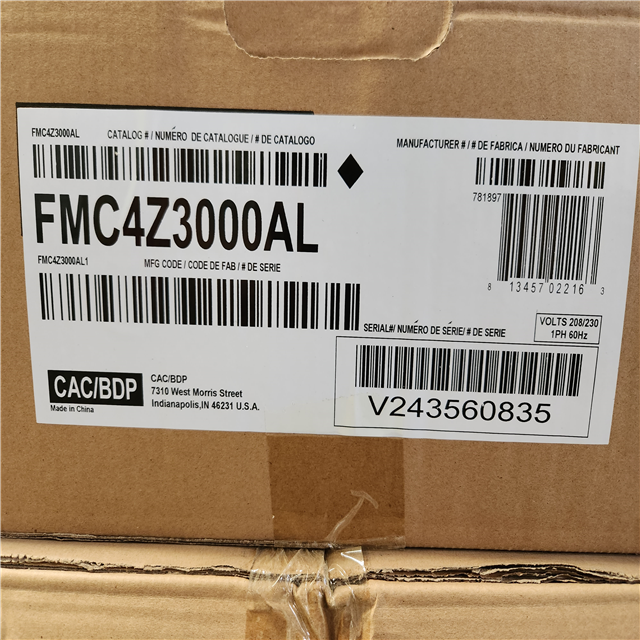 FMC4Z3000AL
CATALOG # / NUMÉRO DE CATALOGUE / # DE CATALOGO
FMC4Z3000AL
FMC4Z3000AL1
MFG CODE / CODE DE FAB / # DE SERIE
MANUFACTURER # / # DE FABRICA / NUMERO DU FABRICANT
781897
8 13457 02216 3
VOLTS 208/230
1PH 60Hz
SERIAL#/ NUMÉRO DE SÉRIE/ # DE SERIE
V243560835
CAC/BDP
Made in China
CAC/BDP
7310 West Morris Street
Indianapolis,IN 46231 U.S.A.